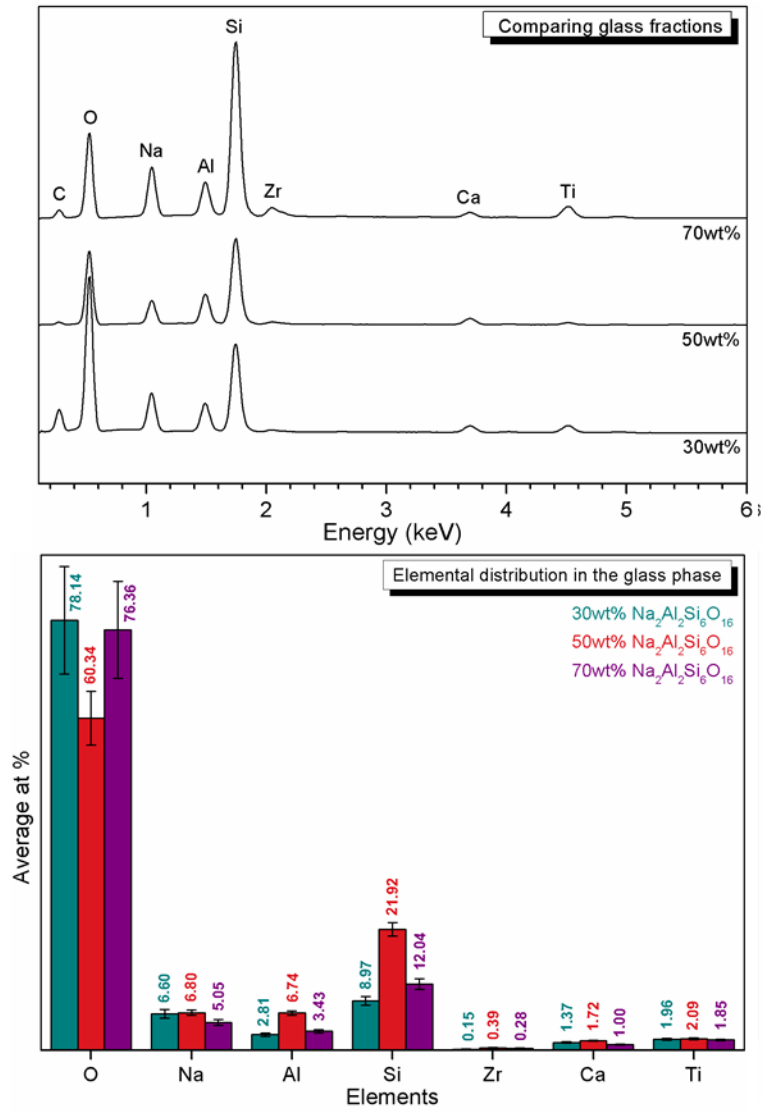 Comparing glass fractions
Si
O
Na
Al
C
Zr
Ca
Ti
70wt%
50wt%
30wt%
1 2 3 4 5 6
Energy (keV)
Elemental distribution in the glass phase
30wt% Na₂Al₂Si₆O₁₆
50wt% Na₂Al₂Si₆O₁₆
70wt% Na₂Al₂Si₆O₁₆
Average at %
78.14 60.34 76.36
6.60 6.80 5.05
2.81 6.74 3.43
8.97 21.92 12.04
0.15 0.39 0.28
1.37 1.72 1.00
1.96 2.09 1.85
O Na Al Si Zr Ca Ti
Elements